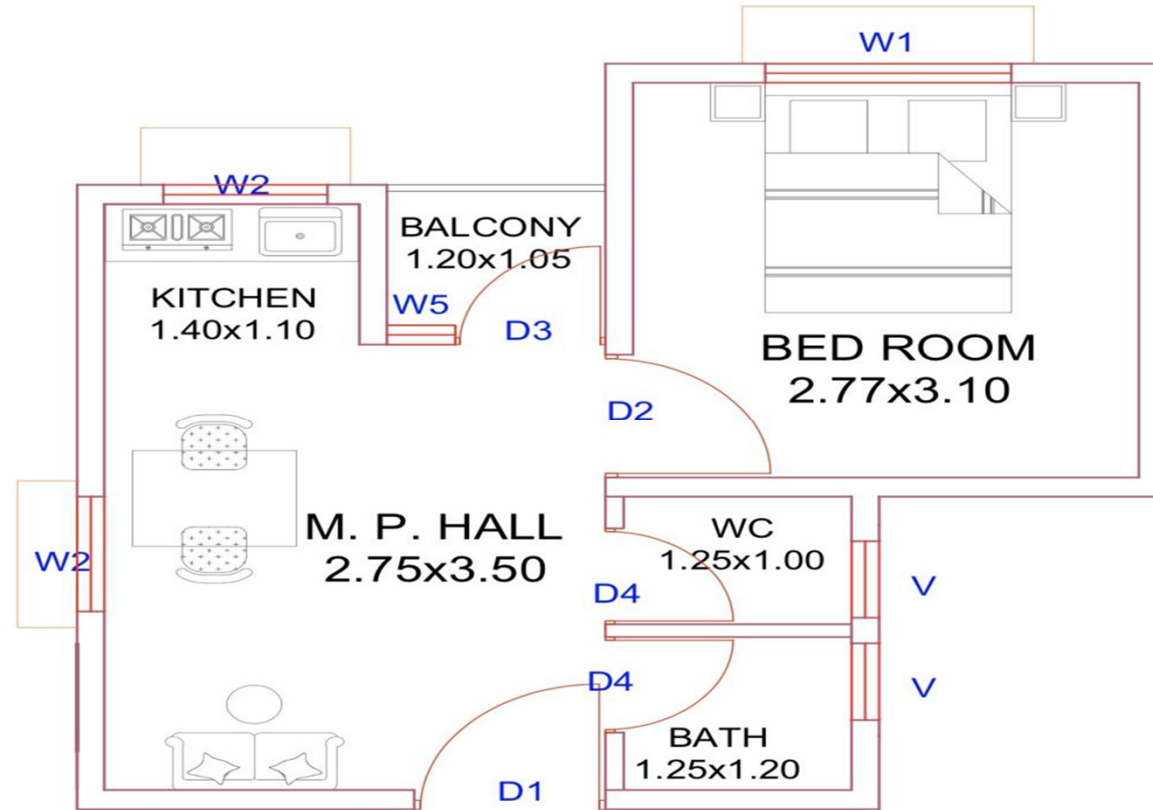 W1
W2
BALCONY
1.20x1.05
KITCHEN
1.40x1.10
W5
D3
BED ROOM
2.77x3.10
D2
M. P. HALL
2.75x3.50
WC
1.25x1.00
W2
D4
V
D4
V
BATH
1.25x1.20
D1